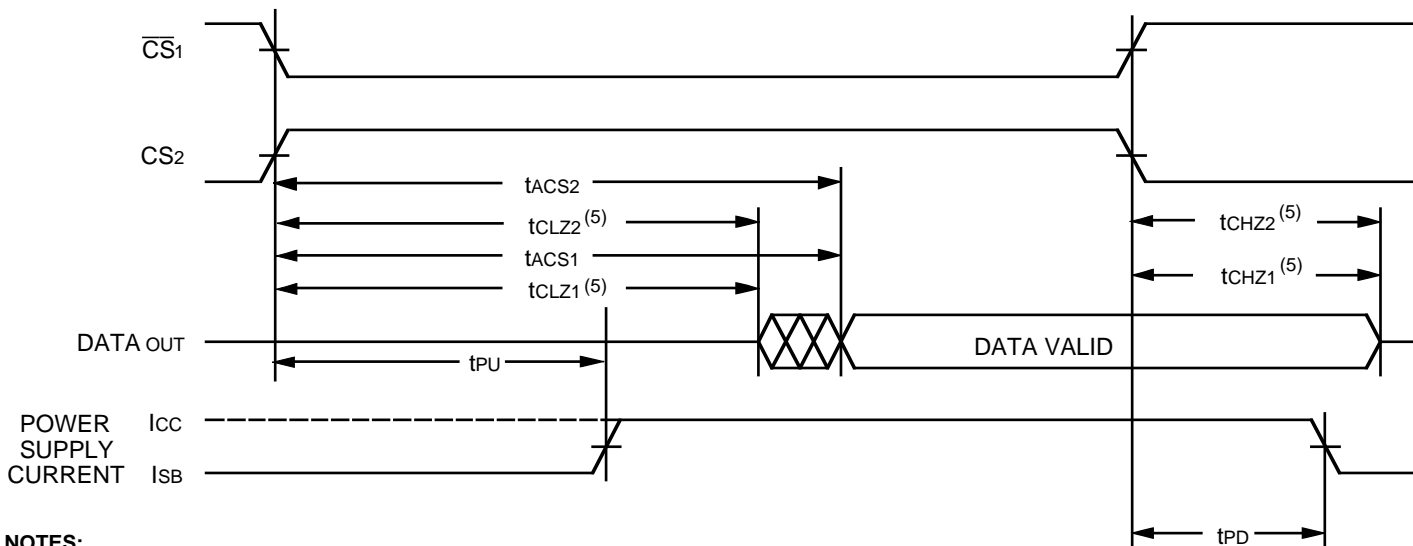 C̅S̅1
CS2
tACS2
tCLZ2 (5)
tCHZ2 (5)
tACS1
tCLZ1 (5)
tCHZ1 (5)
DATA OUT
DATA VALID
tPU
POWER SUPPLY CURRENT
ICC
ISB
NOTES:
tPD